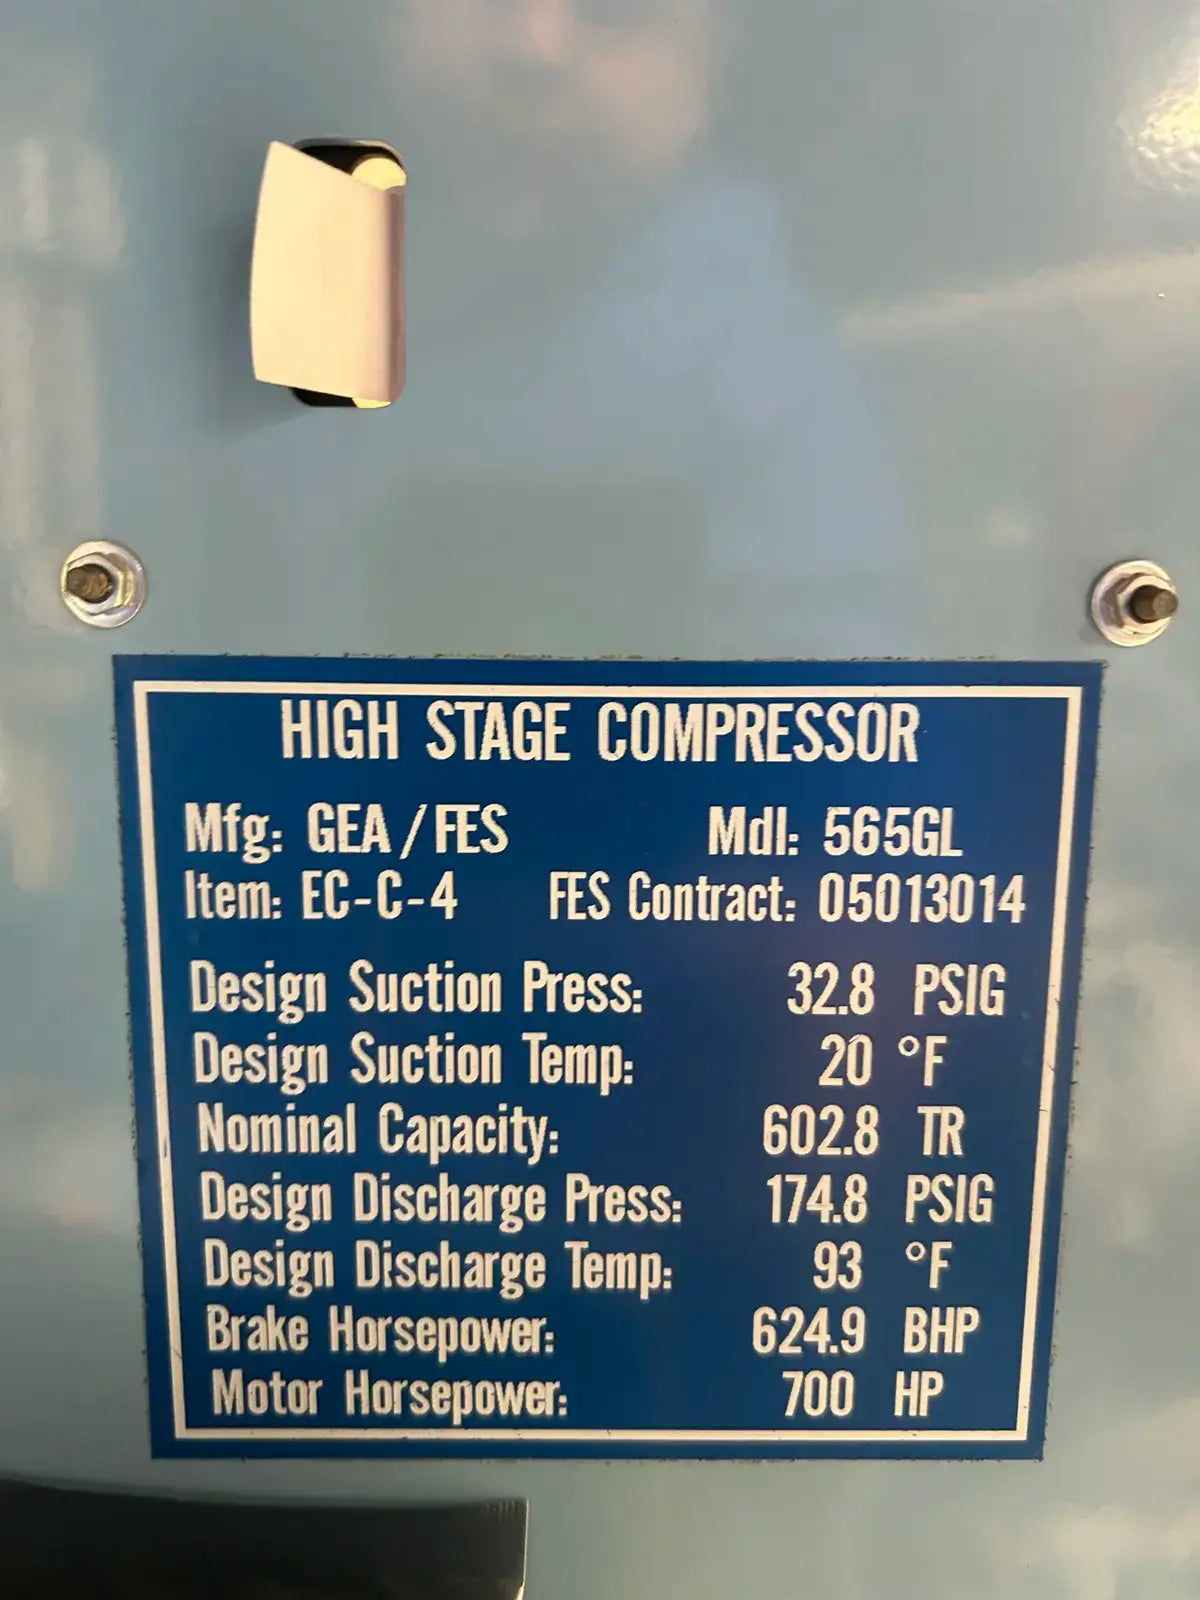 HIGH STAGE COMPRESSOR
Mfg: GEA/FES Mdl: 565GL
Item: EC-C-4 FES Contract: 05013014
Design Suction Press: 32.8 PSIG
Design Suction Temp: 20 °F
Nominal Capacity: 602.8 TR
Design Discharge Press: 174.8 PSIG
Design Discharge Temp: 93 °F
Brake Horsepower: 624.9 BHP
Motor Horsepower: 700 HP